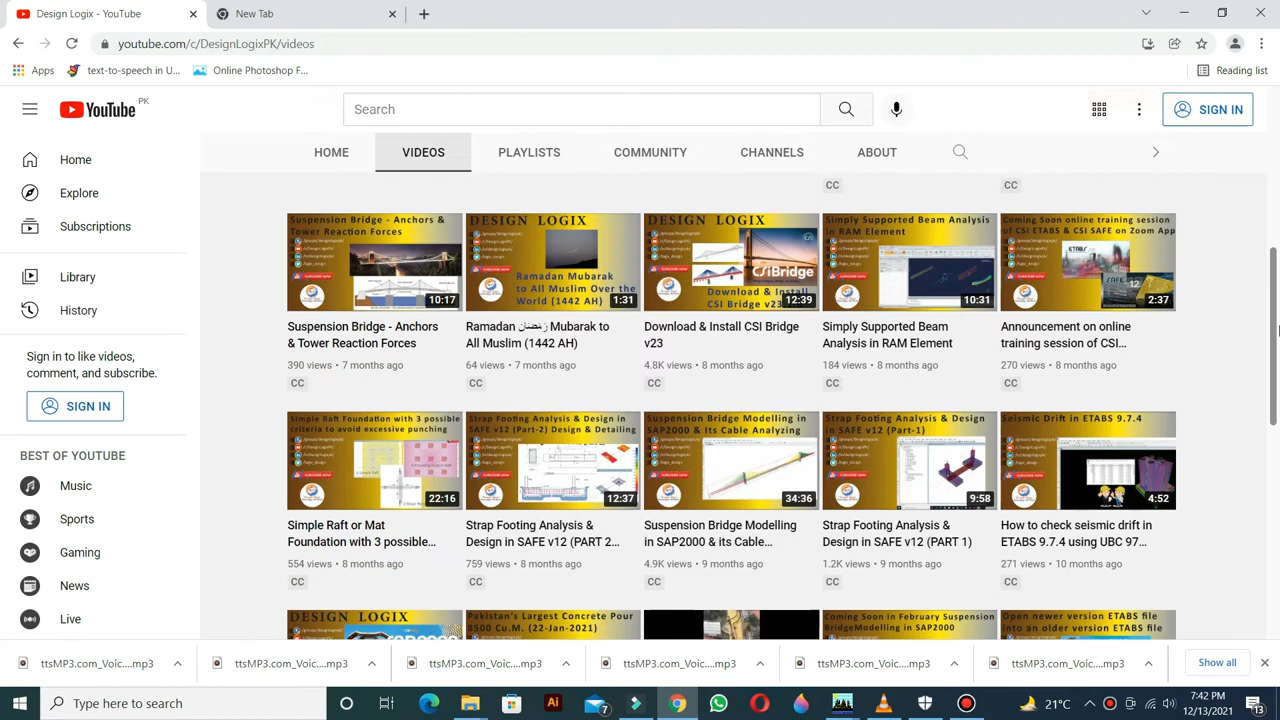 Design Logix - YouTube
New Tab
youtube.com/c/DesignLogixPK/videos
Apps
text-to-speech in U...
Online Photoshop F...
Reading list
YouTube PK
Search
SIGN IN
HOME
VIDEOS
PLAYLISTS
COMMUNITY
CHANNELS
ABOUT
Home
Explore
Subscriptions
Library
History
Sign in to like videos,
comment, and subscribe.
SIGN IN
BEST OF YOUTUBE
Music
Sports
Gaming
News
Live
CC
CC
Suspension Bridge - Anchors &
Tower Reaction Forces
10:17
Suspension Bridge - Anchors
& Tower Reaction Forces
390 views • 7 months ago
CC
DESIGN LOGIX
Ramadan Mubarak
to All Muslim Over the
World (1442 AH)
1:31
Ramadan رَمَضَان Mubarak to
All Muslim (1442 AH)
64 views • 7 months ago
CC
DESIGN LOGIX
CSiBridge
Download & Install
CSI Bridge v23
12:39
Download & Install CSI Bridge
v23
4.8K views • 8 months ago
CC
Simply Supported Beam Analysis
in RAM Element
10:31
Simply Supported Beam
Analysis in RAM Element
184 views • 8 months ago
CC
Coming Soon online training session
of CSI ETABS & CSI SAFE on Zoom App
ETABS
SAFE
12
2:37
Announcement on online
training session of CSI...
270 views • 8 months ago
CC
Simple Raft Foundation with 3 possible
criteria to avoid excessive punching
22:16
Simple Raft or Mat
Foundation with 3 possible...
554 views • 8 months ago
CC
Strap Footing Analysis & Design in
SAFE v12 (Part-2) Design & Detailing
12:37
Strap Footing Analysis &
Design in SAFE v12 (PART 2...
759 views • 8 months ago
CC
Suspension Bridge Modelling in
SAP2000 & Its Cable Analyzing
34:36
Suspension Bridge Modelling
in SAP2000 & its Cable...
4.9K views • 9 months ago
CC
Strap Footing Analysis & Design
in SAFE v12 (Part-1)
9:58
Strap Footing Analysis &
Design in SAFE v12 (PART 1)
1.2K views • 9 months ago
CC
Seismic Drift in ETABS 9.7.4
4:52
How to check seismic drift in
ETABS 9.7.4 using UBC 97...
271 views • 10 months ago
CC
DESIGN LOGIX
Pakistan's Largest Concrete Pour
8500 Cu.M. (22-Jan-2021)
Coming Soon in February Suspension
BridgeModelling in SAP2000
Open newer version ETABS file
into an older version ETABS
ttsMP3.com_Voic....mp3
ttsMP3.com_Voic....mp3
ttsMP3.com_Voic....mp3
ttsMP3.com_Voic....mp3
ttsMP3.com_Voic....mp3
ttsMP3.com_Voic....mp3
Show all
Type here to search
Ai
7
21°C
7:42 PM
12/13/2021
13